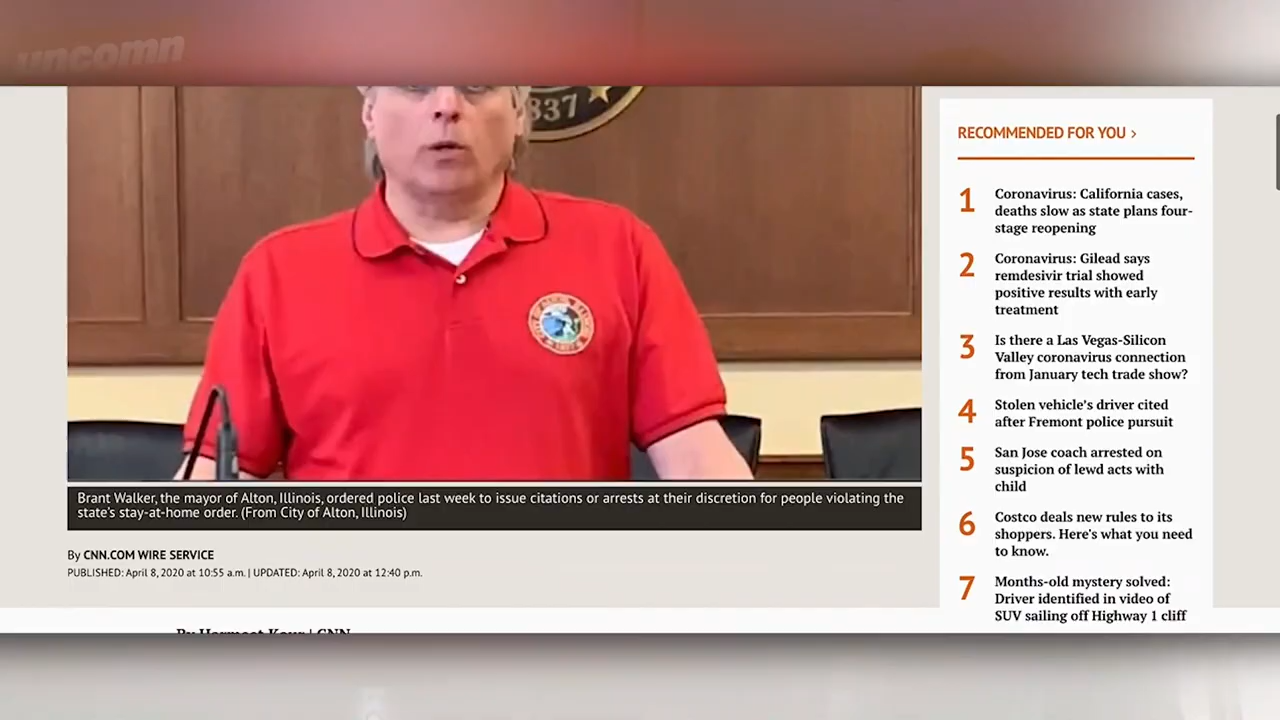 uncomn
837
Brant Walker, the mayor of Alton, Illinois, ordered police last week to issue citations or arrests at their discretion for people violating the
state's stay-at-home order. (From City of Alton, Illinois)
By CNN.COM WIRE SERVICE
PUBLISHED: April 8, 2020 at 10:55 a.m. | UPDATED: April 8, 2020 at 12:40 p.m.
By Harmeet Kaur | CNN
RECOMMENDED FOR YOU ›
1 Coronavirus: California cases,
deaths slow as state plans four-
stage reopening
2 Coronavirus: Gilead says
remdesivir trial showed
positive results with early
treatment
3 Is there a Las Vegas-Silicon
Valley coronavirus connection
from January tech trade show?
4 Stolen vehicle's driver cited
after Fremont police pursuit
5 San Jose coach arrested on
suspicion of lewd acts with
child
6 Costco deals new rules to its
shoppers. Here's what you need
to know.
7 Months-old mystery solved:
Driver identified in video of
SUV sailing off Highway 1 cliff